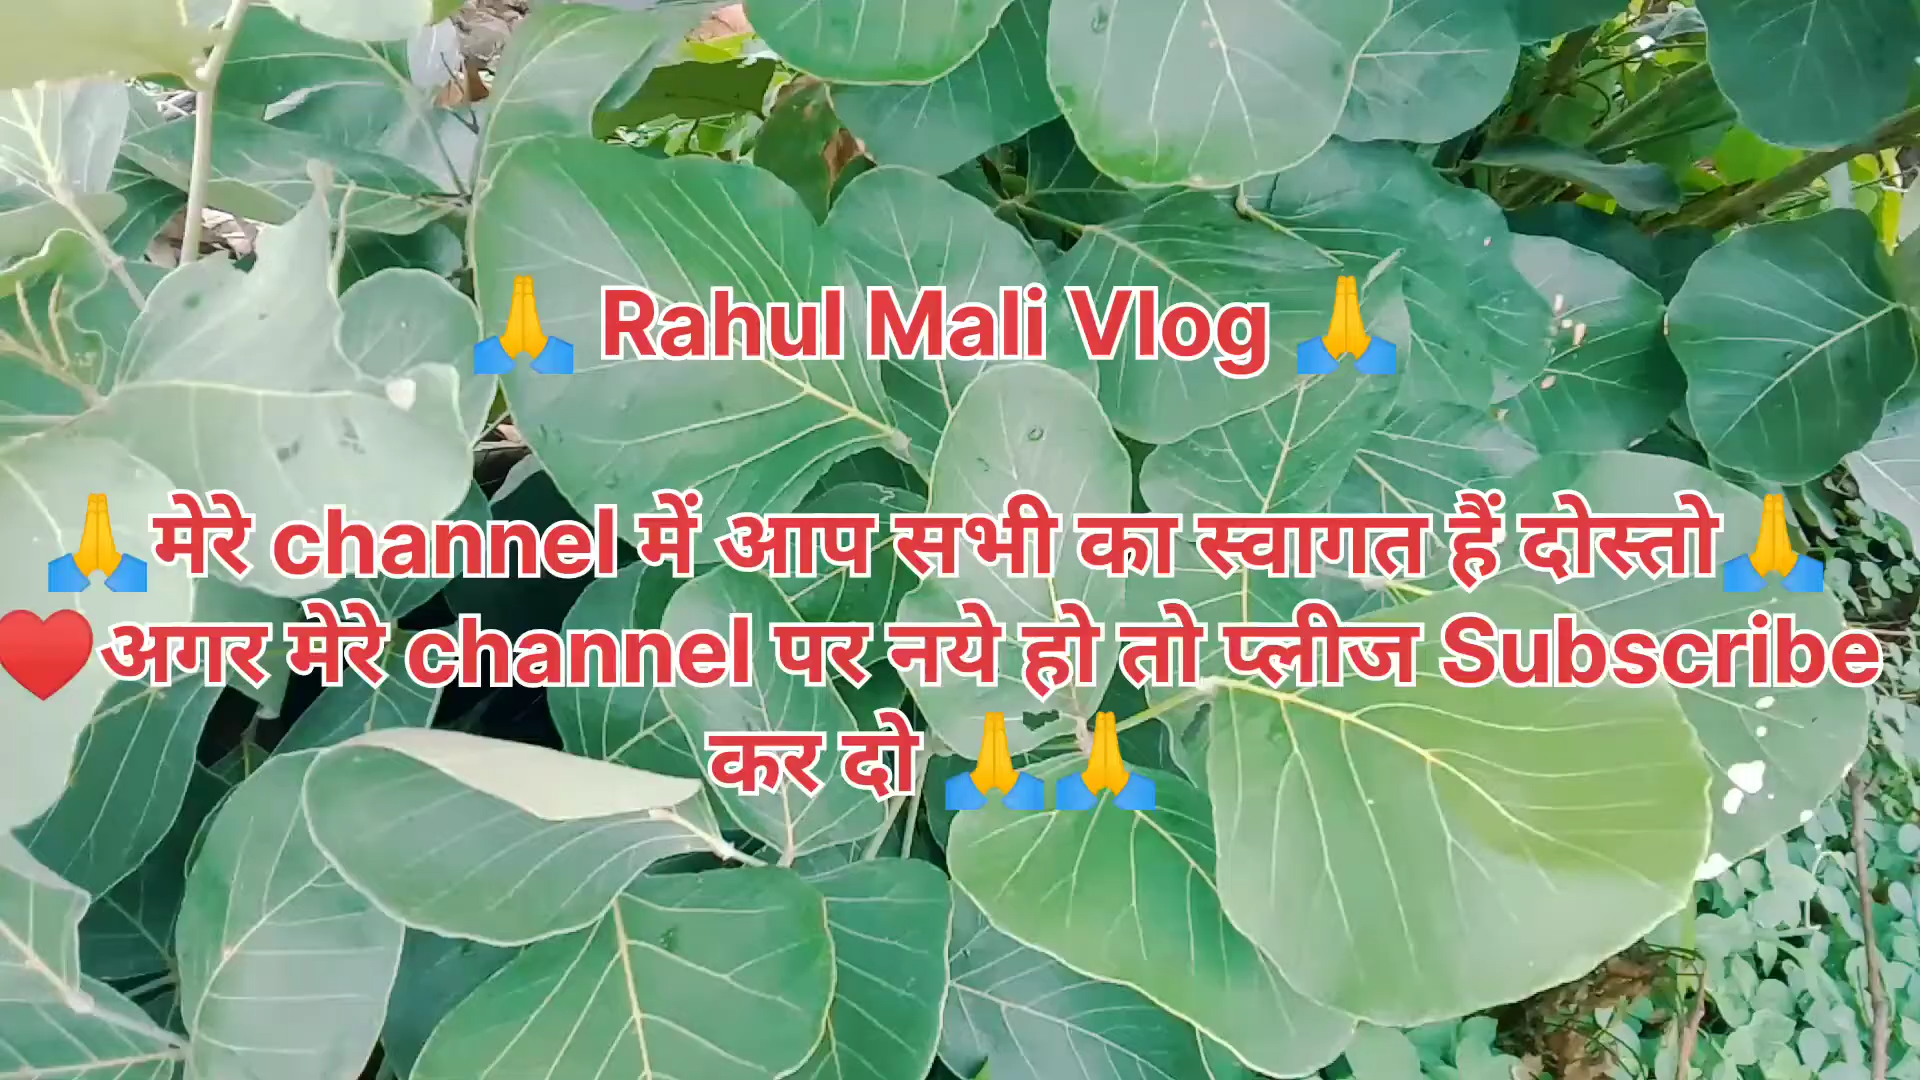 🙏 Rahul Mali Vlog 🙏
🙏मेरे channel में आप सभी का स्वागत हैं दोस्तो🙏
♥️अगर मेरे channel पर नये हो तो प्लीज Subscribe
कर दो 🙏🙏